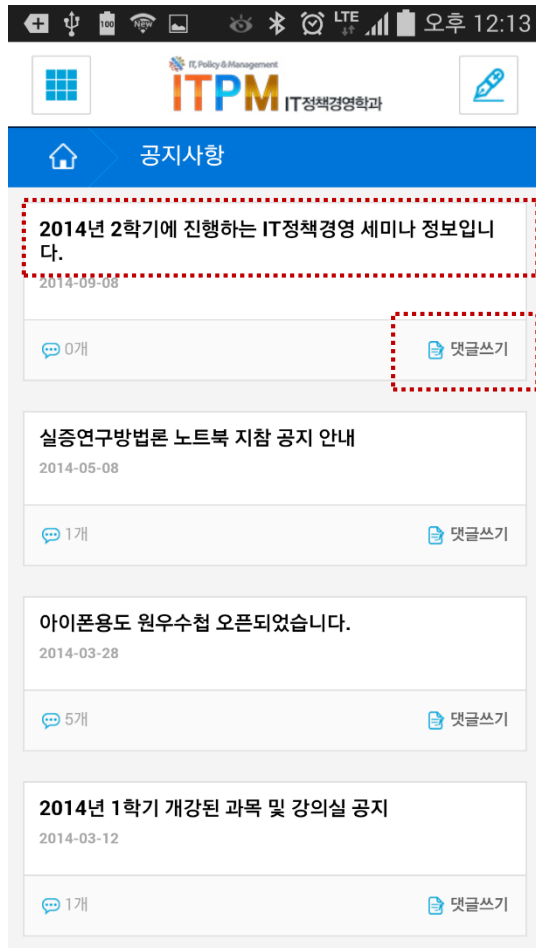 100 NEW LTE 오후 12:13
IT, Policy & Management
ITPM IT정책경영학과
공지사항
2014년 2학기에 진행하는 IT정책경영 세미나 정보입니
다.
2014-09-08
0개 댓글쓰기
실증연구방법론 노트북 지참 공지 안내
2014-05-08
1개 댓글쓰기
아이폰용도 원우수첩 오픈되었습니다.
2014-03-28
5개 댓글쓰기
2014년 1학기 개강된 과목 및 강의실 공지
2014-03-12
1개 댓글쓰기